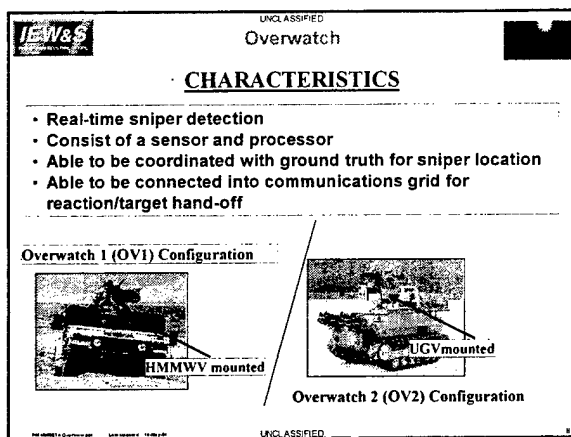 UNCLASSIFIED
IEW&S
Overwatch
CHARACTERISTICS
• Real-time sniper detection
• Consist of a sensor and processor
• Able to be coordinated with ground truth for sniper location
• Able to be connected into communications grid for
reaction/target hand-off
Overwatch 1 (OV1) Configuration
HMMWV mounted
UGV mounted
Overwatch 2 (OV2) Configuration
UNCLASSIFIED